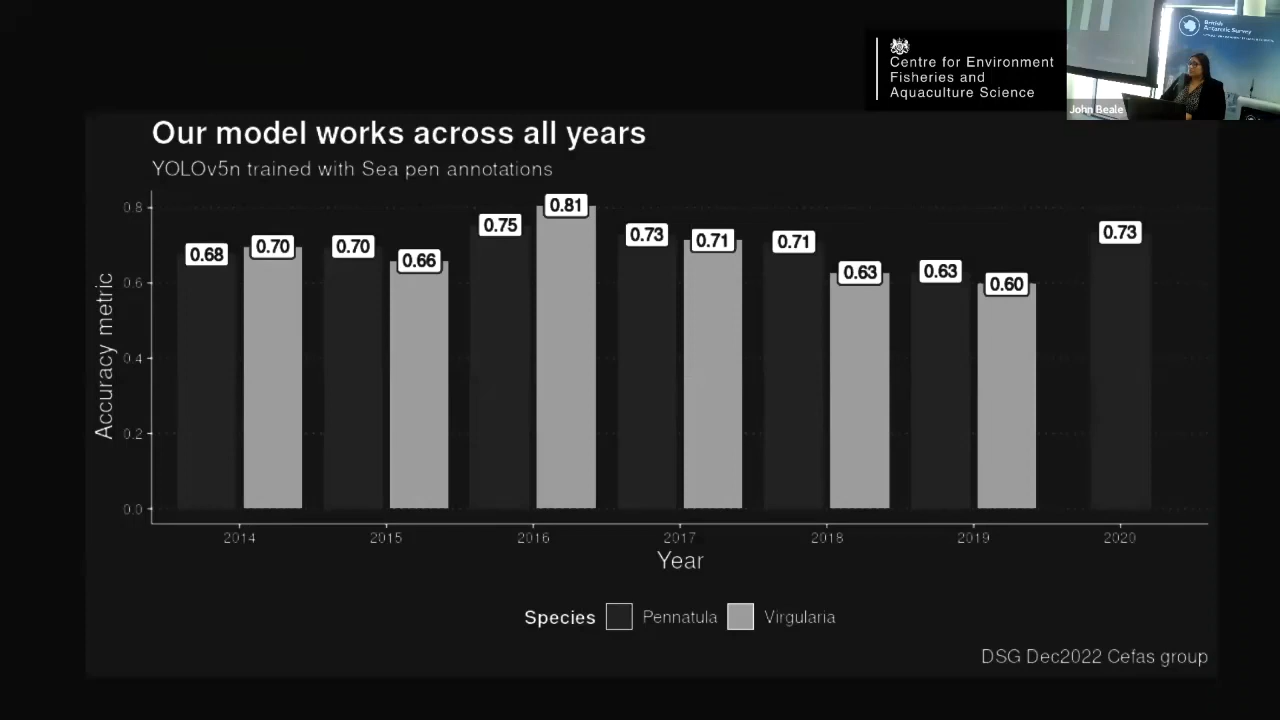 Centre for Environment
Fisheries and
Aquaculture Science
British
Antarctic Survey
John Beale
Our model works across all years
YOLOv5n trained with Sea pen annotations
Accuracy metric
0.8
0.6
0.4
0.2
0.0
0.68
0.70
0.70
0.66
0.75
0.81
0.73
0.71
0.71
0.63
0.63
0.60
0.73
2014
2015
2016
2017
2018
2019
2020
Year
Species Pennatula Virgularia
DSG Dec2022 Cefas group